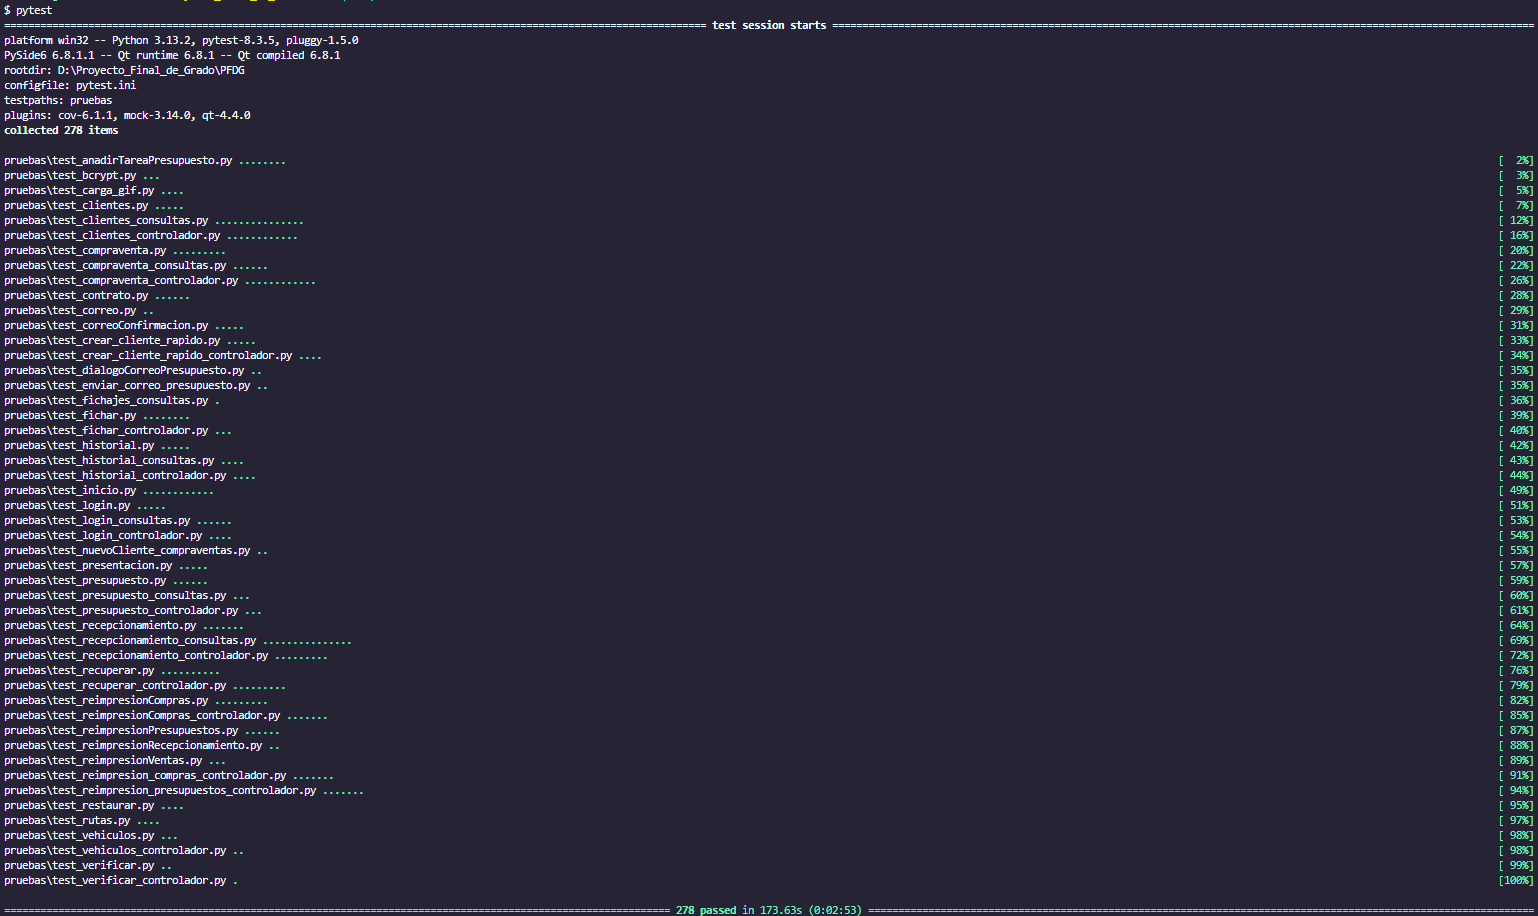 $ pytest
============================== test session starts ==============================
platform win32 -- Python 3.13.2, pytest-8.3.5, pluggy-1.5.0
PySide6 6.8.1.1 -- Qt runtime 6.8.1 -- Qt compiled 6.8.1
rootdir: D:\Proyecto_Final_de_Grado\PFDG
configfile: pytest.ini
testpaths: pruebas
plugins: cov-6.1.1, mock-3.14.0, qt-4.4.0
collected 278 items
pruebas\test_anadirTareaPresupuesto.py ........ [  2%]
pruebas\test_bcrypt.py ... [  3%]
pruebas\test_carga_gif.py .... [  5%]
pruebas\test_clientes.py ..... [  7%]
pruebas\test_clientes_consultas.py ............... [ 12%]
pruebas\test_clientes_controlador.py ............ [ 16%]
pruebas\test_compraventa.py ......... [ 20%]
pruebas\test_compraventa_consultas.py ...... [ 22%]
pruebas\test_compraventa_controlador.py ............ [ 26%]
pruebas\test_contrato.py ...... [ 28%]
pruebas\test_correo.py .. [ 29%]
pruebas\test_correoConfirmacion.py ..... [ 31%]
pruebas\test_crear_cliente_rapido.py ..... [ 33%]
pruebas\test_crear_cliente_rapido_controlador.py .... [ 34%]
pruebas\test_dialogoCorreoPresupuesto.py .. [ 35%]
pruebas\test_enviar_correo_presupuesto.py .. [ 35%]
pruebas\test_fichajes_consultas.py . [ 36%]
pruebas\test_fichar.py ........ [ 39%]
pruebas\test_fichar_controlador.py ... [ 40%]
pruebas\test_historial.py ..... [ 42%]
pruebas\test_historial_consultas.py .... [ 43%]
pruebas\test_historial_controlador.py .... [ 44%]
pruebas\test_inicio.py ............ [ 49%]
pruebas\test_login.py ..... [ 51%]
pruebas\test_login_consultas.py ...... [ 53%]
pruebas\test_login_controlador.py .... [ 54%]
pruebas\test_nuevoCliente_compraventas.py .. [ 55%]
pruebas\test_presentacion.py ..... [ 57%]
pruebas\test_presupuesto.py ...... [ 59%]
pruebas\test_presupuesto_consultas.py ... [ 60%]
pruebas\test_presupuesto_controlador.py ... [ 61%]
pruebas\test_recepcionamiento.py ....... [ 64%]
pruebas\test_recepcionamiento_consultas.py ............... [ 69%]
pruebas\test_recepcionamiento_controlador.py ......... [ 72%]
pruebas\test_recuperar.py .......... [ 76%]
pruebas\test_recuperar_controlador.py ......... [ 79%]
pruebas\test_reimpresionCompras.py ......... [ 82%]
pruebas\test_reimpresionCompras_controlador.py ....... [ 85%]
pruebas\test_reimpresionPresupuestos.py ...... [ 87%]
pruebas\test_reimpresionRecepcionamiento.py .. [ 88%]
pruebas\test_reimpresionVentas.py ... [ 89%]
pruebas\test_reimpresion_compras_controlador.py ....... [ 91%]
pruebas\test_reimpresion_presupuestos_controlador.py ....... [ 94%]
pruebas\test_restaurar.py .... [ 95%]
pruebas\test_rutas.py .... [ 97%]
pruebas\test_vehiculos.py ... [ 98%]
pruebas\test_vehiculos_controlador.py .. [ 98%]
pruebas\test_verificar.py .. [ 99%]
pruebas\test_verificar_controlador.py . [100%]
============================== 278 passed in 173.63s (0:02:53) ==============================